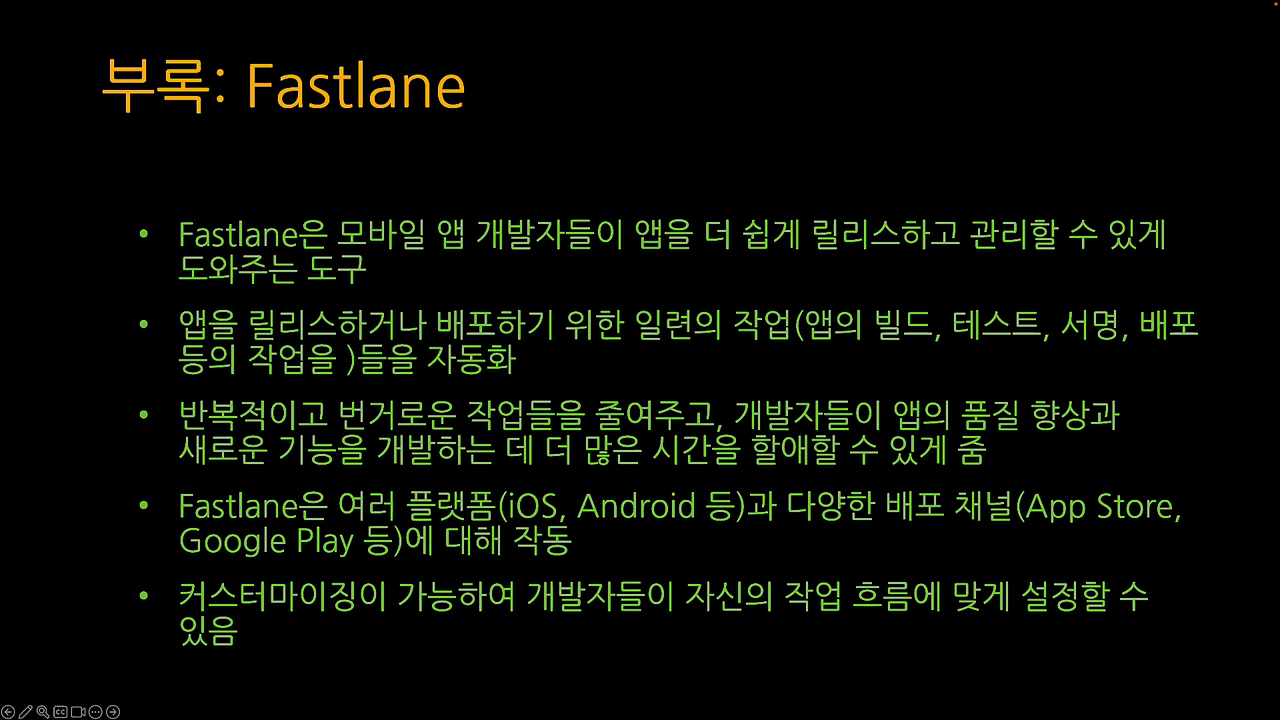 부록: Fastlane
• Fastlane은 모바일 앱 개발자들이 앱을 더 쉽게 릴리스하고 관리할 수 있게
도와주는 도구
• 앱을 릴리스하거나 배포하기 위한 일련의 작업(앱의 빌드, 테스트, 서명, 배포
등의 작업을 )들을 자동화
• 반복적이고 번거로운 작업들을 줄여주고, 개발자들이 앱의 품질 향상과
새로운 기능을 개발하는 데 더 많은 시간을 할애할 수 있게 줌
• Fastlane은 여러 플랫폼(iOS, Android 등)과 다양한 배포 채널(App Store,
Google Play 등)에 대해 작동
• 커스터마이징이 가능하여 개발자들이 자신의 작업 흐름에 맞게 설정할 수
있음